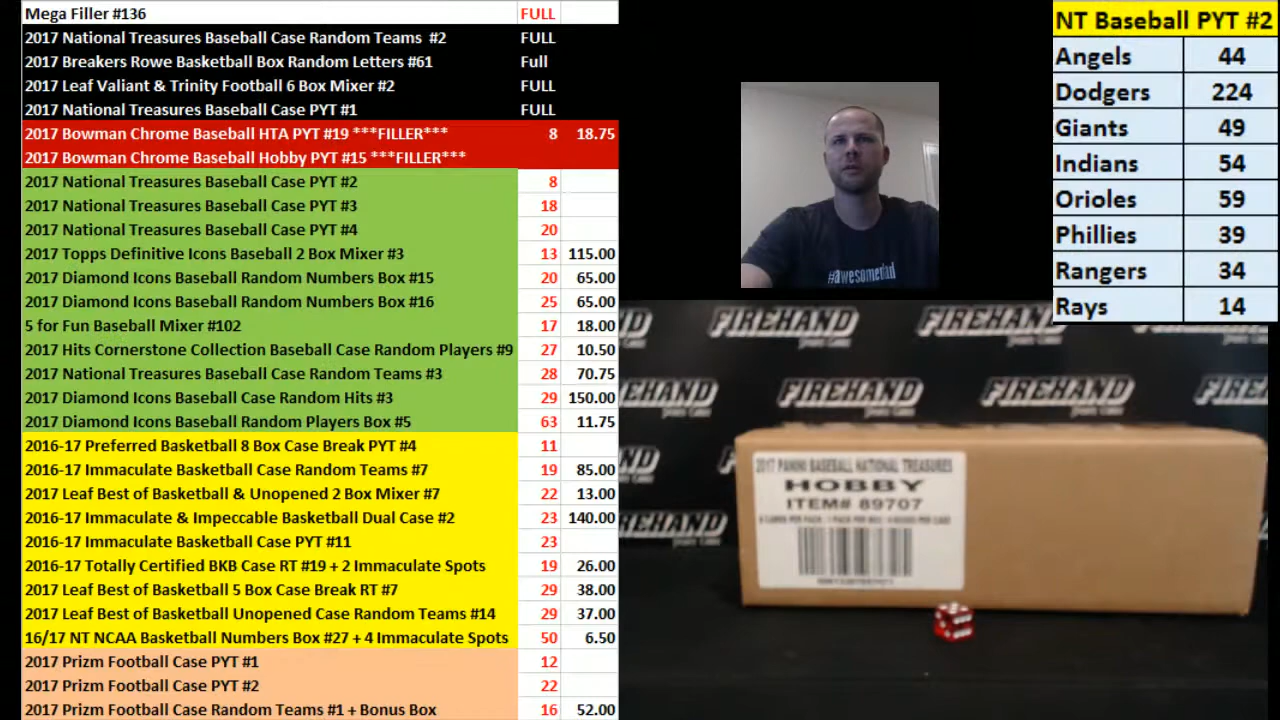 Mega Filler #136 FULL
2017 National Treasures Baseball Case Random Teams #2 FULL
2017 Breakers Rowe Basketball Box Random Letters #61 Full
2017 Leaf Valiant & Trinity Football 6 Box Mixer #2 FULL
2017 National Treasures Baseball Case PYT #1 FULL
2017 Bowman Chrome Baseball HTA PYT #19 ***FILLER*** 8 18.75
2017 Bowman Chrome Baseball Hobby PYT #15 ***FILLER***
2017 National Treasures Baseball Case PYT #2 8
2017 National Treasures Baseball Case PYT #3 18
2017 National Treasures Baseball Case PYT #4 20
2017 Topps Definitive Icons Baseball 2 Box Mixer #3 13 115.00
2017 Diamond Icons Baseball Random Numbers Box #15 20 65.00
2017 Diamond Icons Baseball Random Numbers Box #16 25 65.00
5 for Fun Baseball Mixer #102 17 18.00
2017 Hits Cornerstone Collection Baseball Case Random Players #9 27 10.50
2017 National Treasures Baseball Case Random Teams #3 28 70.75
2017 Diamond Icons Baseball Case Random Hits #3 29 150.00
2017 Diamond Icons Baseball Random Players Box #5 63 11.75
2016-17 Preferred Basketball 8 Box Case Break PYT #4 11
2016-17 Immaculate Basketball Case Random Teams #7 19 85.00
2017 Leaf Best of Basketball & Unopened 2 Box Mixer #7 22 13.00
2016-17 Immaculate & Impeccable Basketball Dual Case #2 23 140.00
2016-17 Immaculate Basketball Case PYT #11 23
2016-17 Totally Certified BKB Case RT #19 + 2 Immaculate Spots 19 26.00
2017 Leaf Best of Basketball 5 Box Case Break RT #7 29 38.00
2017 Leaf Best of Basketball Unopened Case Random Teams #14 29 37.00
16/17 NT NCAA Basketball Numbers Box #27 + 4 Immaculate Spots 50 6.50
2017 Prizm Football Case PYT #1 12
2017 Prizm Football Case PYT #2 22
2017 Prizm Football Case Random Teams #1 + Bonus Box 16 52.00
NT Baseball PYT #2
Angels 44
Dodgers 224
Giants 49
Indians 54
Orioles 59
Phillies 39
Rangers 34
Rays 14
FIREHAND FIREHAND
FIREHAND FIREHAND
2017 PANINI BASEBALL NATIONAL TREASURES
HOBBY
ITEM# 89707
FIREHAND